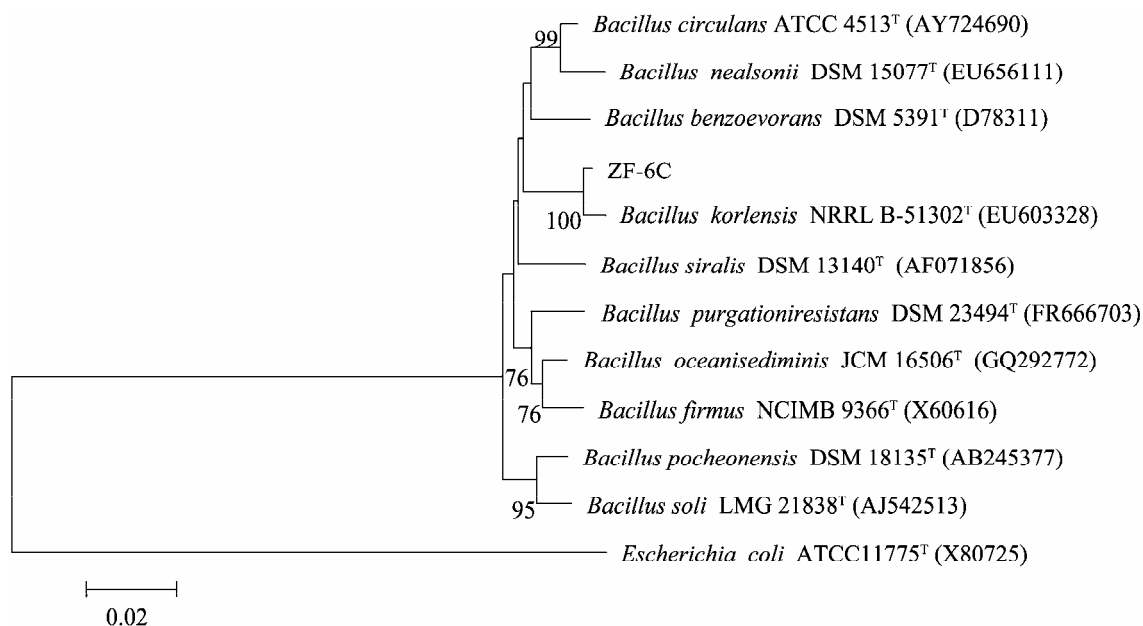 99
Bacillus circulans ATCC 4513ᵀ (AY724690)
Bacillus nealsonii DSM 15077ᵀ (EU656111)
Bacillus benzoevorans DSM 5391ᵀ (D78311)
ZF-6C
100
Bacillus korlensis NRRL B-51302ᵀ (EU603328)
Bacillus siralis DSM 13140ᵀ (AF071856)
Bacillus purgationiresistans DSM 23494ᵀ (FR666703)
Bacillus oceanisediminis JCM 16506ᵀ (GQ292772)
76
76
Bacillus firmus NCIMB 9366ᵀ (X60616)
Bacillus pocheonensis DSM 18135ᵀ (AB245377)
95
Bacillus soli LMG 21838ᵀ (AJ542513)
Escherichia coli ATCC11775ᵀ (X80725)
0.02